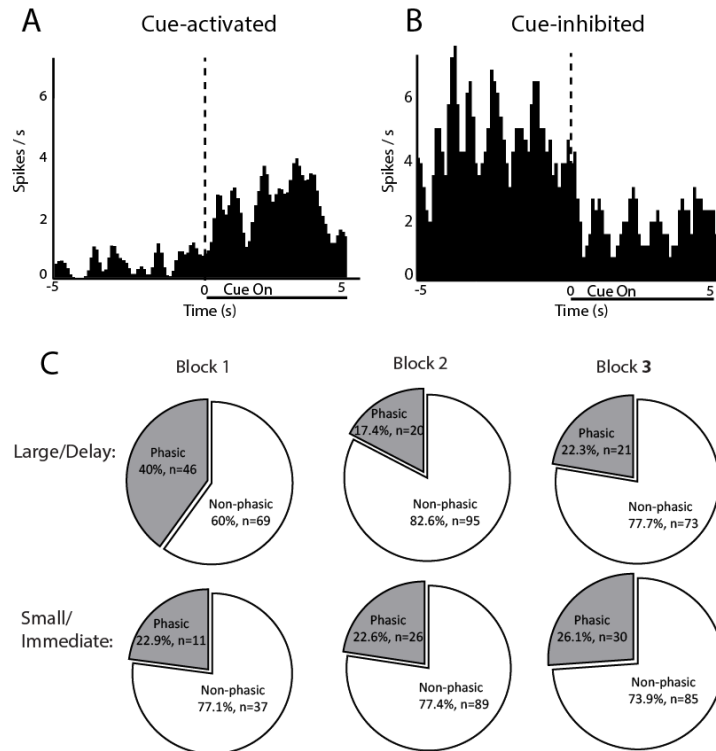 A
Cue-activated
6
4
2
0
Spikes / s
-5
0
5
Cue On
Time (s)
B
Cue-inhibited
6
4
2
0
Spikes / s
-5
0
5
Cue On
Time (s)
C
Block 1
Block 2
Block 3
Large/Delay:
Phasic
40%, n=46
Non-phasic
60%, n=69
Phasic
17.4%, n=20
Non-phasic
82.6%, n=95
Phasic
22.3%, n=21
Non-phasic
77.7%, n=73
Small/
Immediate:
Phasic
22.9%, n=11
Non-phasic
77.1%, n=37
Phasic
22.6%, n=26
Non-phasic
77.4%, n=89
Phasic
26.1%, n=30
Non-phasic
73.9%, n=85